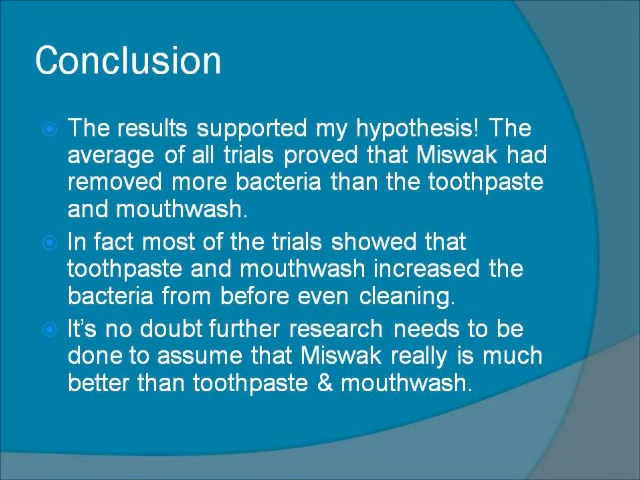 Conclusion
The results supported my hypothesis! The
average of all trials proved that Miswak had
removed more bacteria than the toothpaste
and mouthwash.
In fact most of the trials showed that
toothpaste and mouthwash increased the
bacteria from before even cleaning.
It's no doubt further research needs to be
done to assume that Miswak really is much
better than toothpaste & mouthwash.